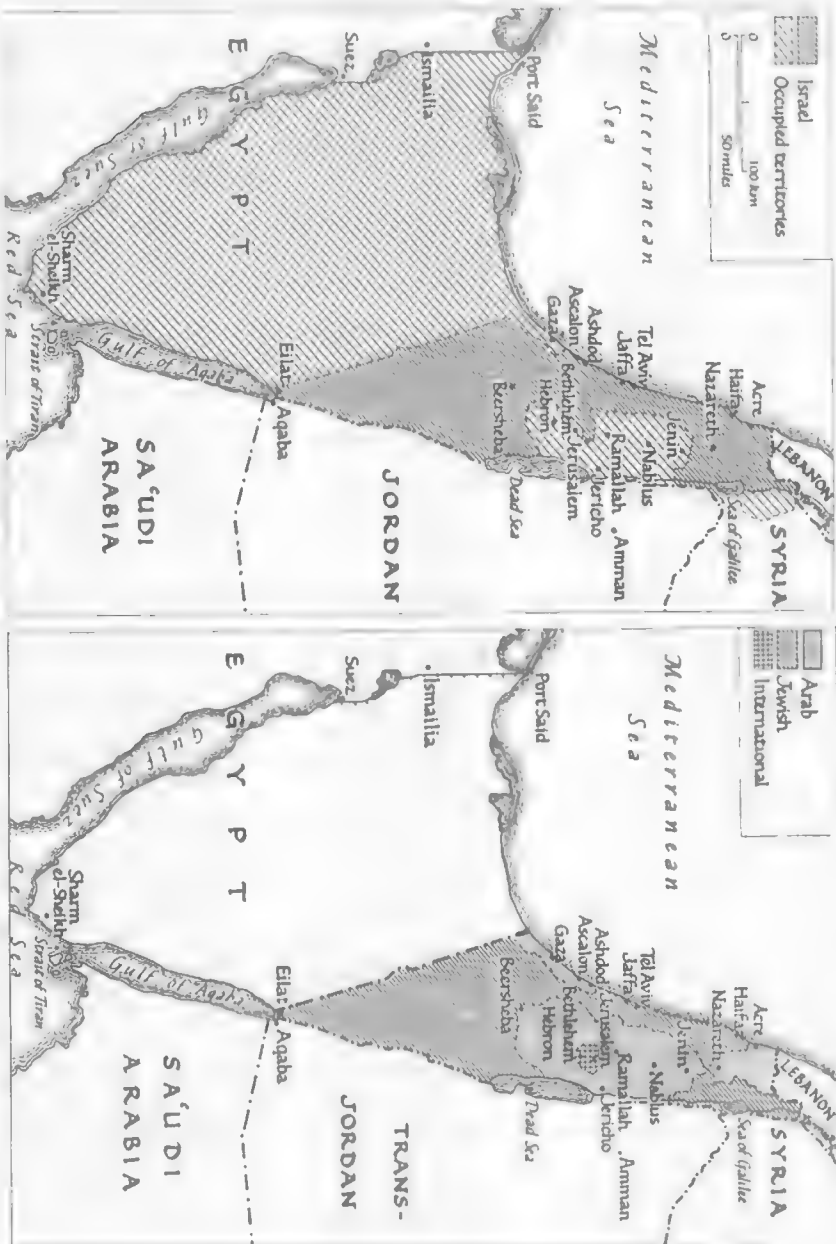 Israel
Occupied territories
0
100 km
0
50 miles
Mediterranean
Sea
Port Said
Ismailia
Suez
EGYPT
Gulf of Suez
Sharm
el-Sheikh
Red Sea
Strait of Tiran
Gulf of Aqaba
Eilat
Aqaba
SA'UDI
ARABIA
JORDAN
Acre
Haifa
Nazareth
LEBANON
SYRIA
Sea of Galilee
Jenin
Nablus
Tel Aviv
Jaffa
Ramallah
Amman
Ashdod
Jericho
Ascalon
Jerusalem
Gaza
Bethlehem
Hebron
Beersheba
Dead Sea
Arab
Jewish
International
Mediterranean
Sea
Port Said
Ismailia
Suez
EGYPT
Gulf of Suez
Sharm
el-Sheikh
Red Sea
Strait of Tiran
Gulf of Aqaba
Eilat
Aqaba
SA'UDI
ARABIA
TRANS-
JORDAN
Acre
Haifa
Nazareth
LEBANON
SYRIA
Sea of Galilee
Jenin
Nablus
Tel Aviv
Jaffa
Ramallah
Amman
Ashdod
Jerusalem
Jericho
Ascalon
Bethlehem
Gaza
Hebron
Beersheba
Dead Sea